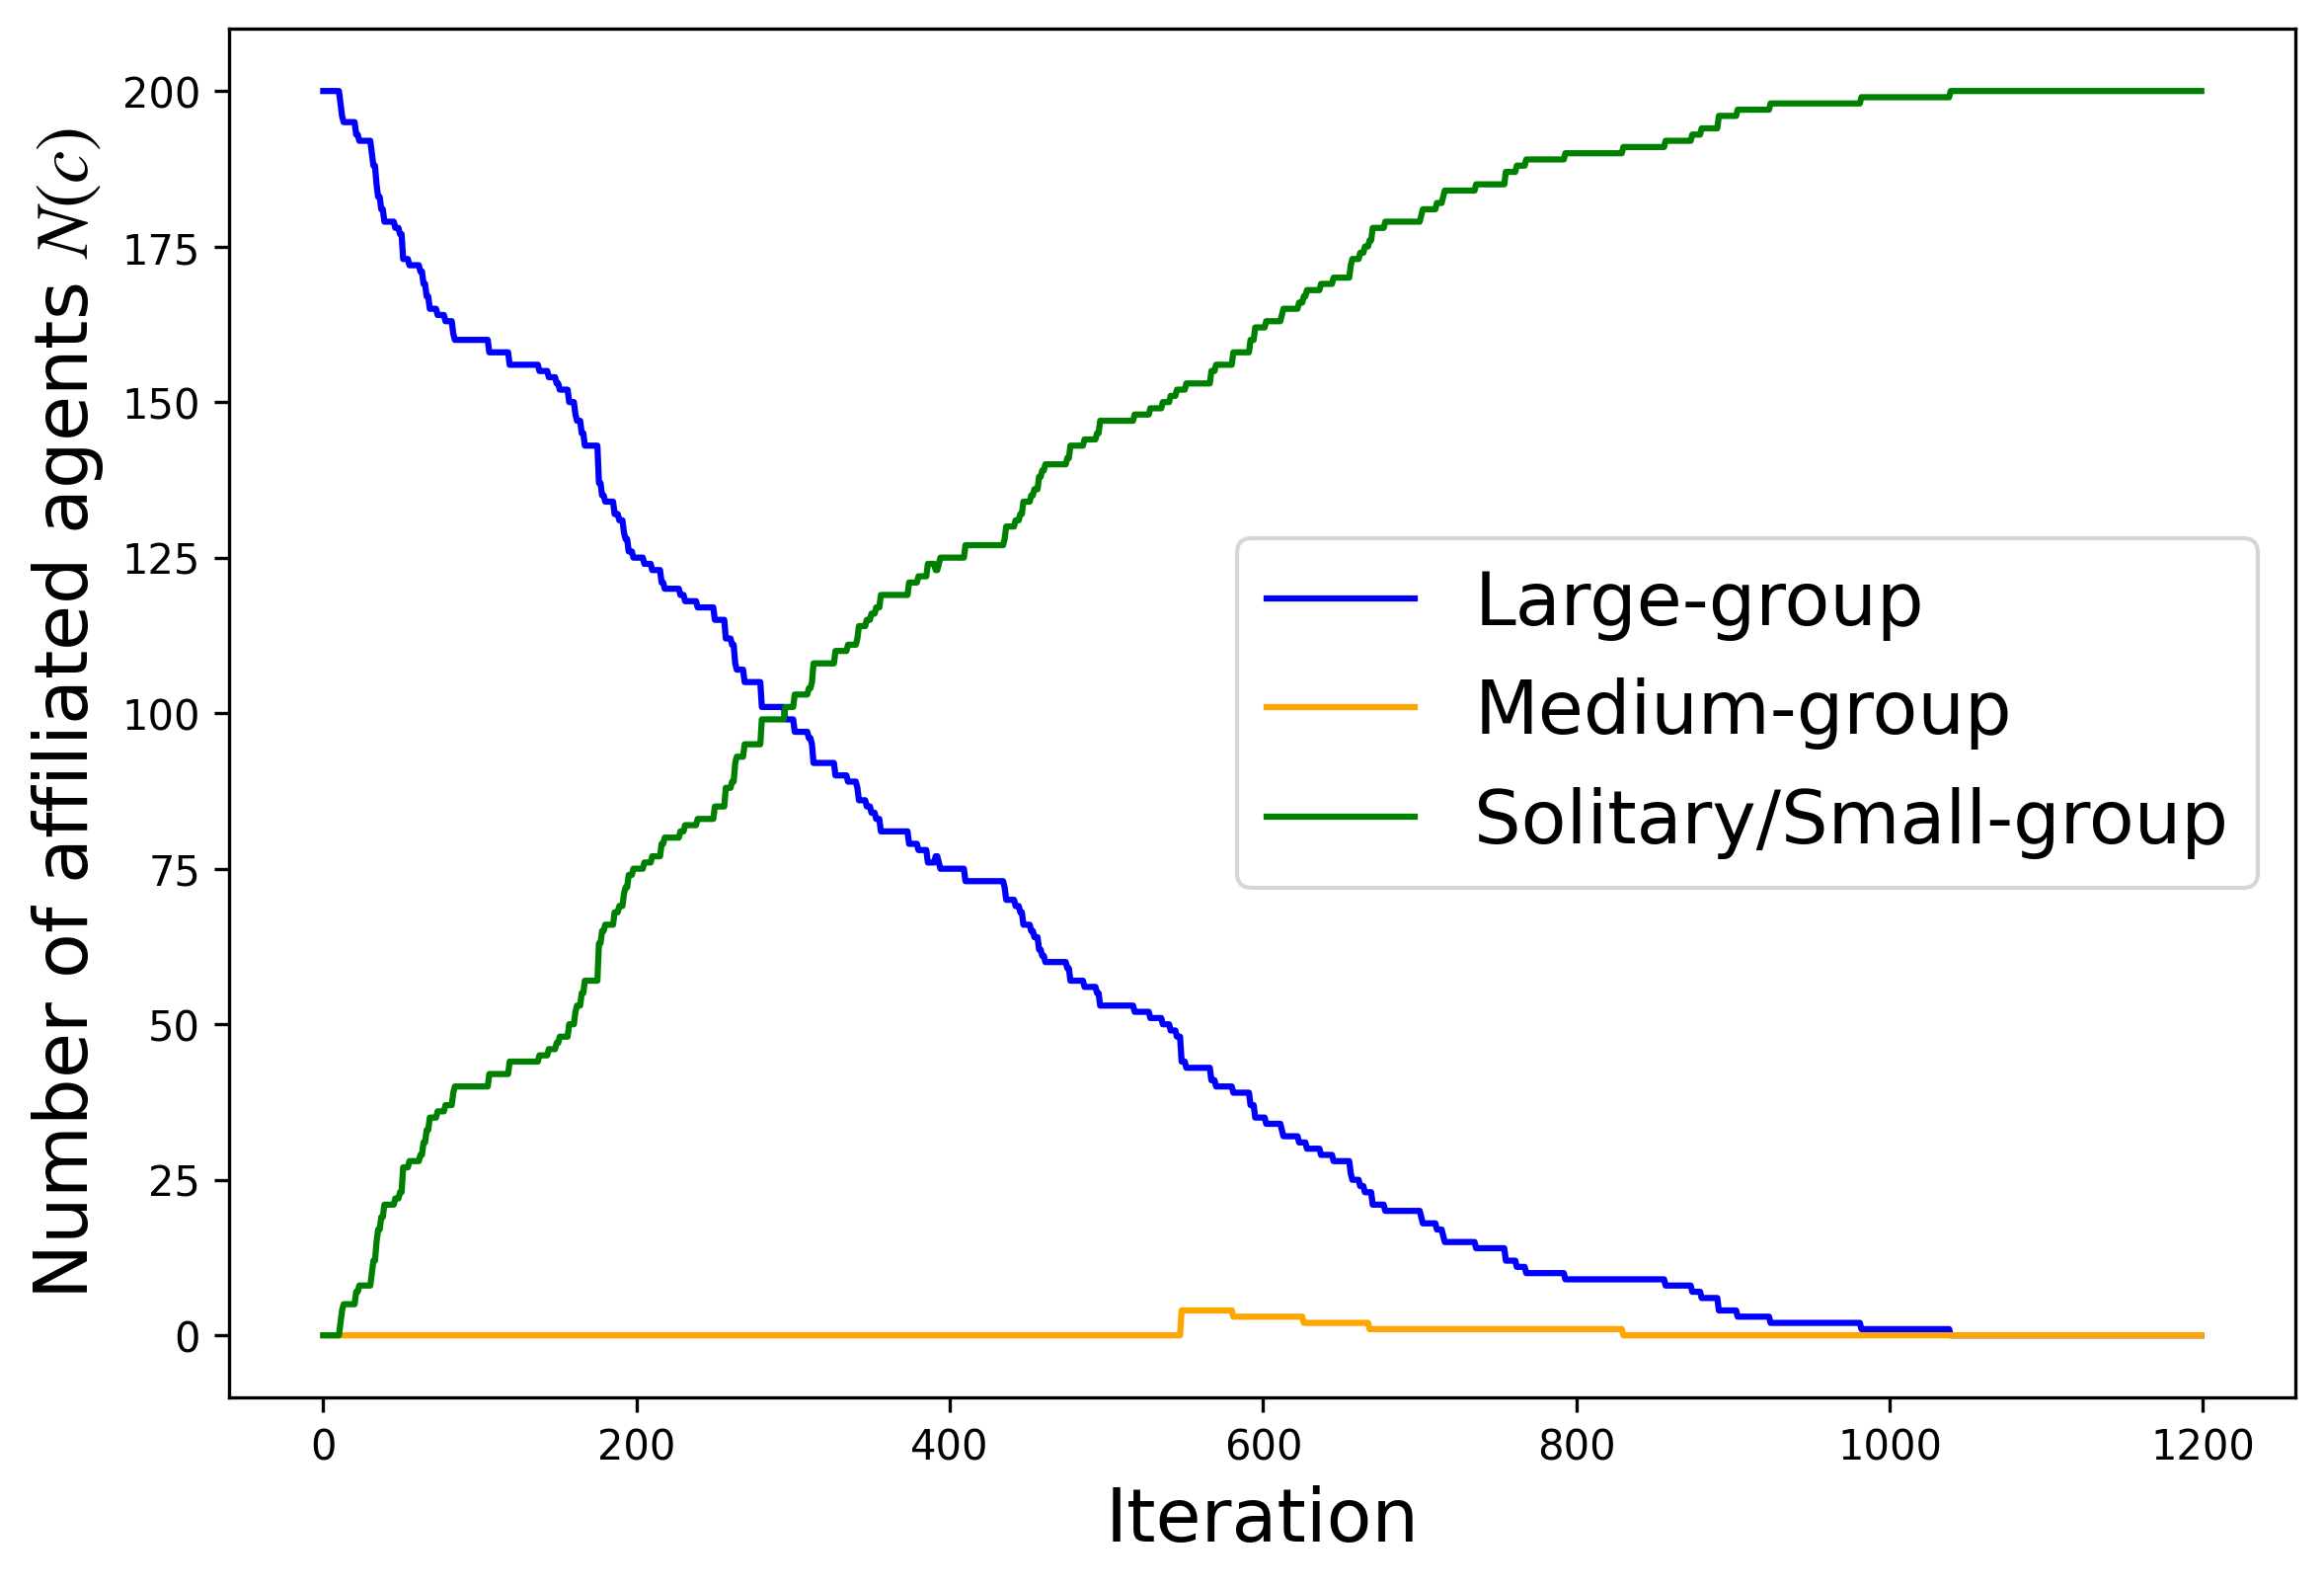 Number of affiliated agents N(c)
200
175
150
125
100
75
50
25
0
Large-group
Medium-group
Solitary/Small-group
0 200 400 600 800 1000 1200
Iteration